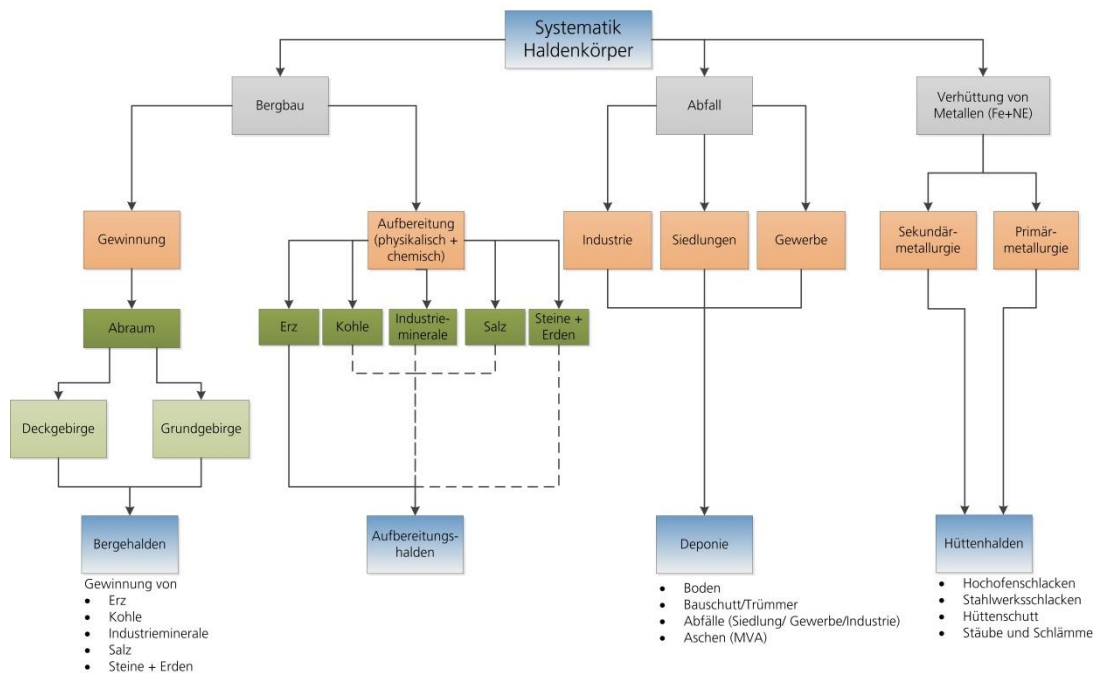 Systematik
Haldenkörper
Bergbau
Abfall
Verhüttung von
Metallen (Fe+NE)
Gewinnung
Aufbereitung
(physikalisch +
chemisch)
Industrie
Siedlungen
Gewerbe
Sekundär-
metallurgie
Primär-
metallurgie
Abraum
Erz
Kohle
Industrie-
minerale
Salz
Steine +
Erden
Deckgebirge
Grundgebirge
Bergehalden
Aufbereitungs-
halden
Deponie
Hüttenhalden
Gewinnung von
• Erz
• Kohle
• Industrieminerale
• Salz
• Steine + Erden
• Boden
• Bauschutt/Trümmer
• Abfälle (Siedlung/ Gewerbe/Industrie)
• Aschen (MVA)
• Hochofenschlacken
• Stahlwerksschlacken
• Hüttenschutt
• Stäube und Schlämme